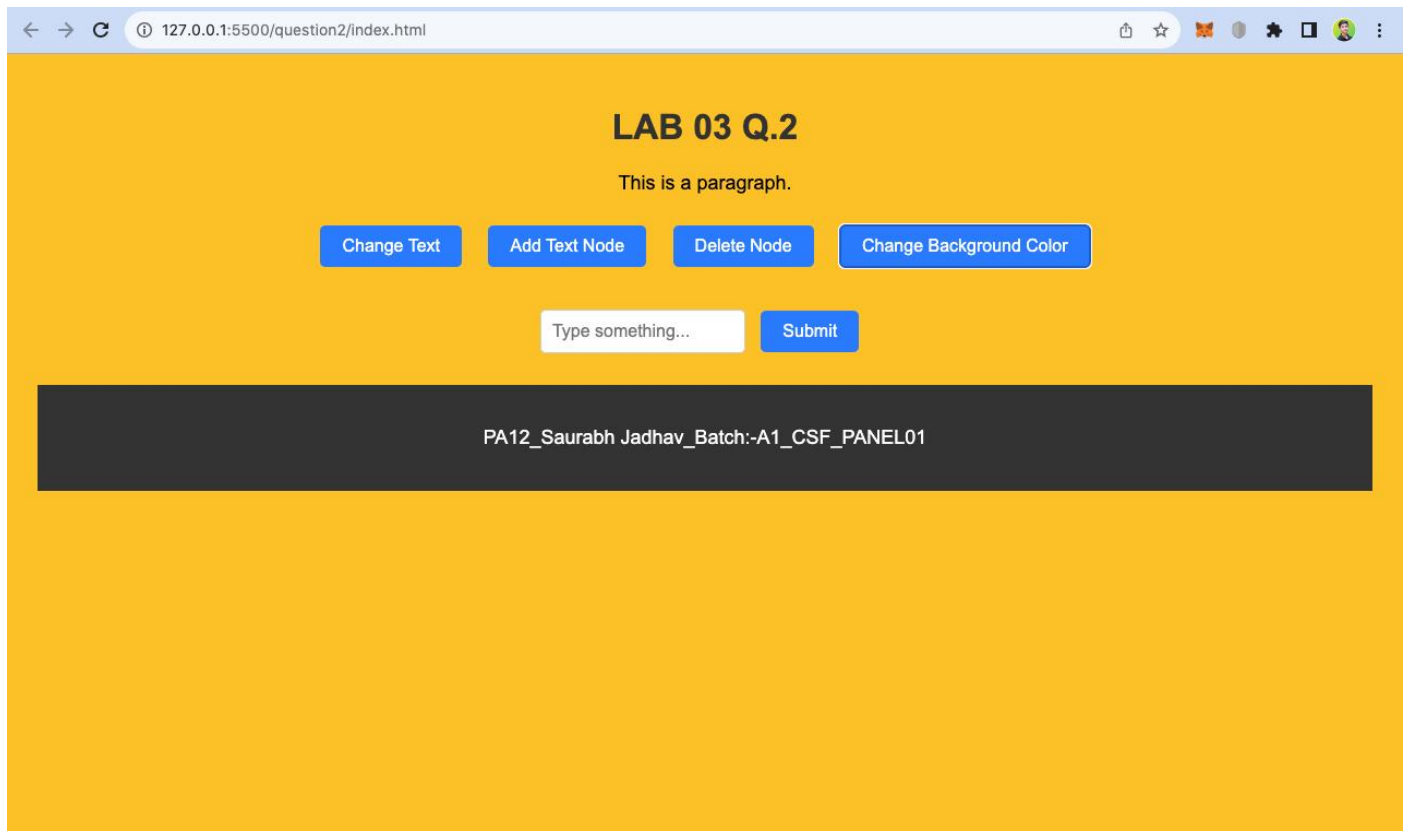 127.0.0.1:5500/question2/index.html
LAB 03 Q.2
This is a paragraph.
Change Text Add Text Node Delete Node Change Background Color
Type something... Submit
PA12_Saurabh Jadhav_Batch:-A1_CSF_PANEL01